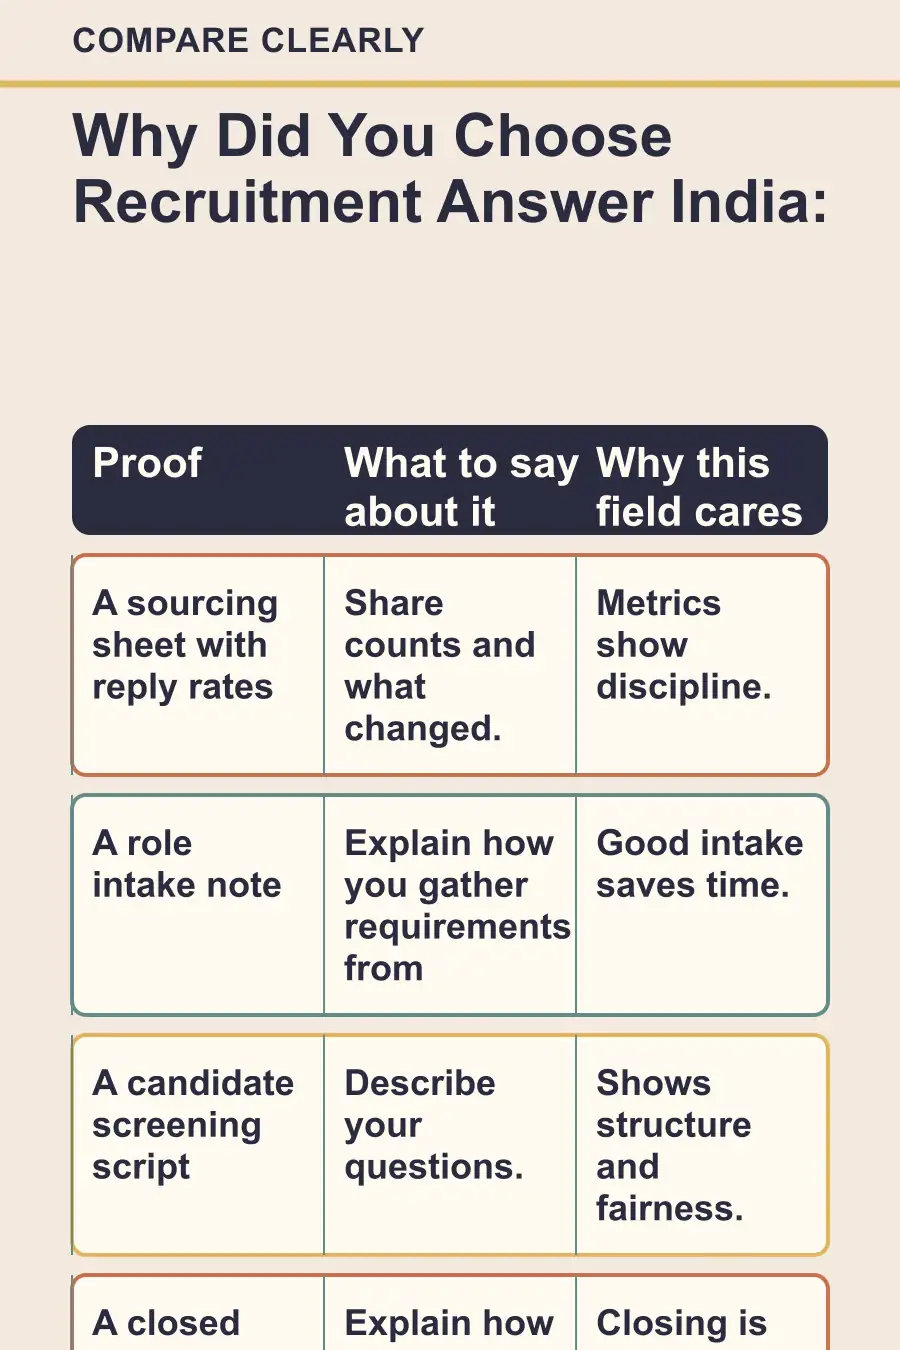 COMPARE CLEARLY
Why Did You Choose
Recruitment Answer India:
Proof
What to say
about it
Why this
field cares
A sourcing
sheet with
reply rates
Share
counts and
what
changed.
Metrics
show
discipline.
A role
intake note
Explain how
you gather
requirements
from
Good intake
saves time.
A candidate
screening
script
Describe
your
questions.
Shows
structure
and
fairness.
A closed
Explain how
Closing is